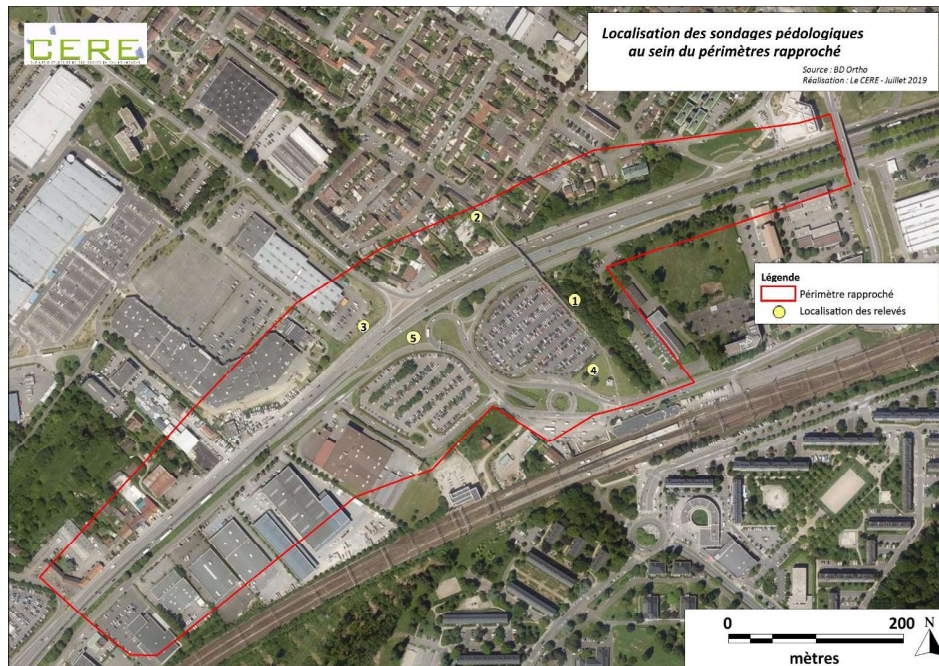 CERE
Localisation des sondages pédologiques
au sein du périmètres rapproché
Source : BD Ortho
Réalisation : Le CERE - Juillet 2019
2
1
3
5
4
Légende
Périmètre rapproché
Localisation des relevés
0 200 N
mètres